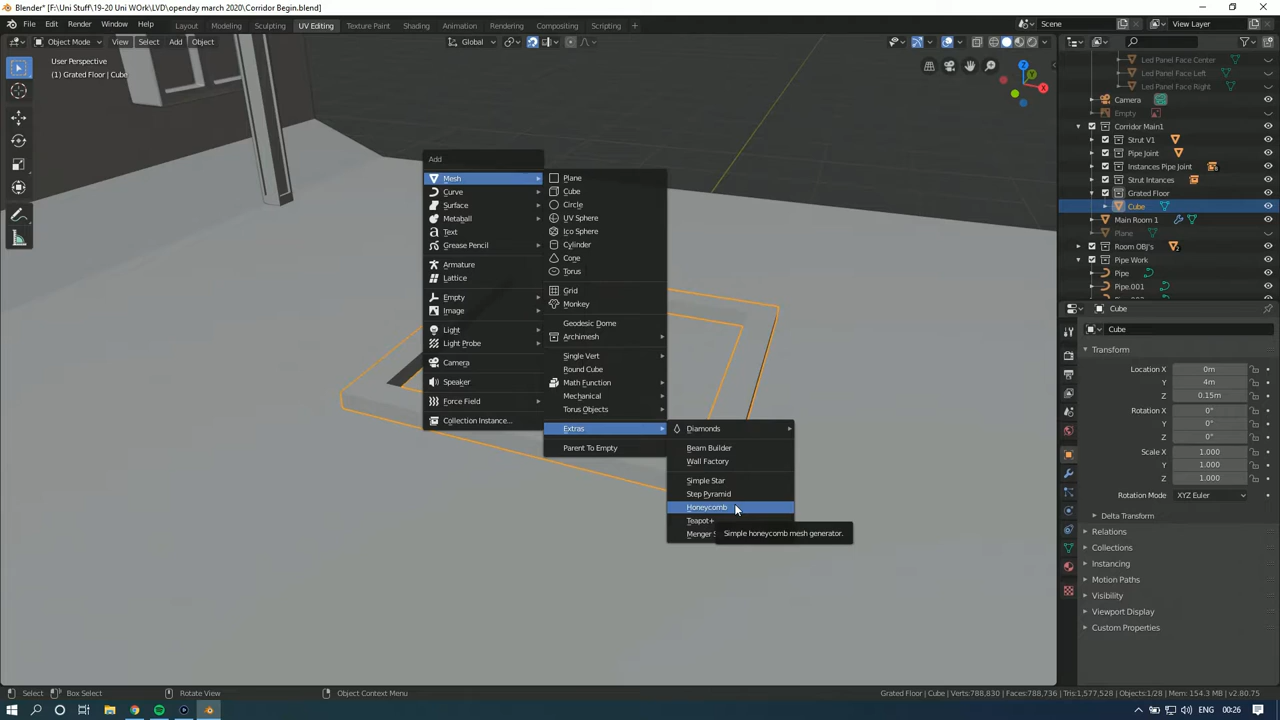 Blender* [F:\Uni Stuff\19-20 Uni WOrk\LVD\openday march 2020\Corridor Begin.blend]
File Edit Render Window Help Layout Modeling Sculpting UV Editing Texture Paint Shading Animation Rendering Compositing Scripting Scene View Layer
Object Mode View Select Add Object Global
User Perspective
(1) Grated Floor | Cube
Add
Mesh
Curve
Surface
Metaball
Text
Grease Pencil
Armature
Lattice
Empty
Image
Light
Light Probe
Camera
Speaker
Force Field
Collection Instance...
Plane
Cube
Circle
UV Sphere
Ico Sphere
Cylinder
Cone
Torus
Grid
Monkey
Geodesic Dome
Archimesh
Single Vert
Round Cube
Math Function
Mechanical
Torus Objects
Extras
Parent To Empty
Diamonds
Beam Builder
Wall Factory
Simple Star
Step Pyramid
Honeycomb
Teapot+
Menger S
Simple honeycomb mesh generator.
Z
Y
X
Led Panel Face Center
Led Panel Face Left
Led Panel Face Right
Camera
Empty
Corridor Main1
Strut V1
Pipe Joint
Instances Pipe Joint
Strut Intances
Grated Floor
Cube
Main Room 1
Plane
Room OBJ's
Pipe Work
Pipe
Pipe.001
Cube
Cube
Transform
Location X 0m
Y 4m
Z 0.15m
Rotation X 0°
Y 0°
Z 0°
Scale X 1.000
Y 1.000
Z 1.000
Rotation Mode XYZ Euler
Delta Transform
Relations
Collections
Instancing
Motion Paths
Visibility
Viewport Display
Custom Properties
Select Box Select Rotate View Object Context Menu Grated Floor | Cube | Verts:788,830 | Faces:788,736 | Tris:1,577,528 | Objects:1/28 | Mem: 154.3 MB | v2.80.75
ENG 00:26